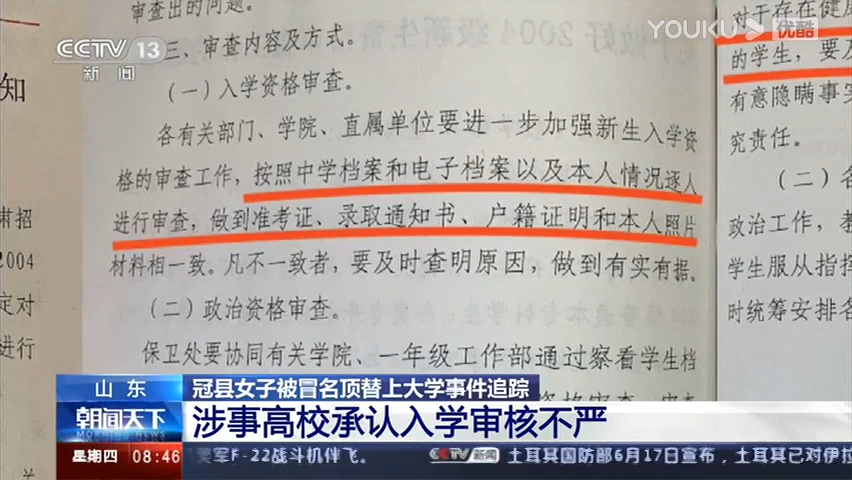 审查出的问题。
三、审查内容及方式。
(一)入学资格审查。
各有关部门、学院、直属单位要进一步加强新生入学资
格的审查工作,按照中学档案和电子档案以及本人情况逐人
进行审查,做到准考证、录取通知书、户籍证明和本人照片
材料相一致。凡不一致者,要及时查明原因,做到有实有据。
(二)政治资格审查。
保卫处要协同有关学院、一年级工作部通过察看学生档
知
2004
定对
进行
对于存在健康
的学生,要及
有意隐瞒事实
究责任。
(二)各
政治工作,教
学生服从指挥
时统筹安排各
CCTV 13
新闻
YOUKU 优酷
山东
冠县女子被冒名顶替上大学事件追踪
朝闻天下
涉事高校承认入学审核不严
星期四 08:46
美军F-22战斗机伴飞。
CCTV 新闻
土耳其国防部6月17日宣布,土耳其已对伊拉